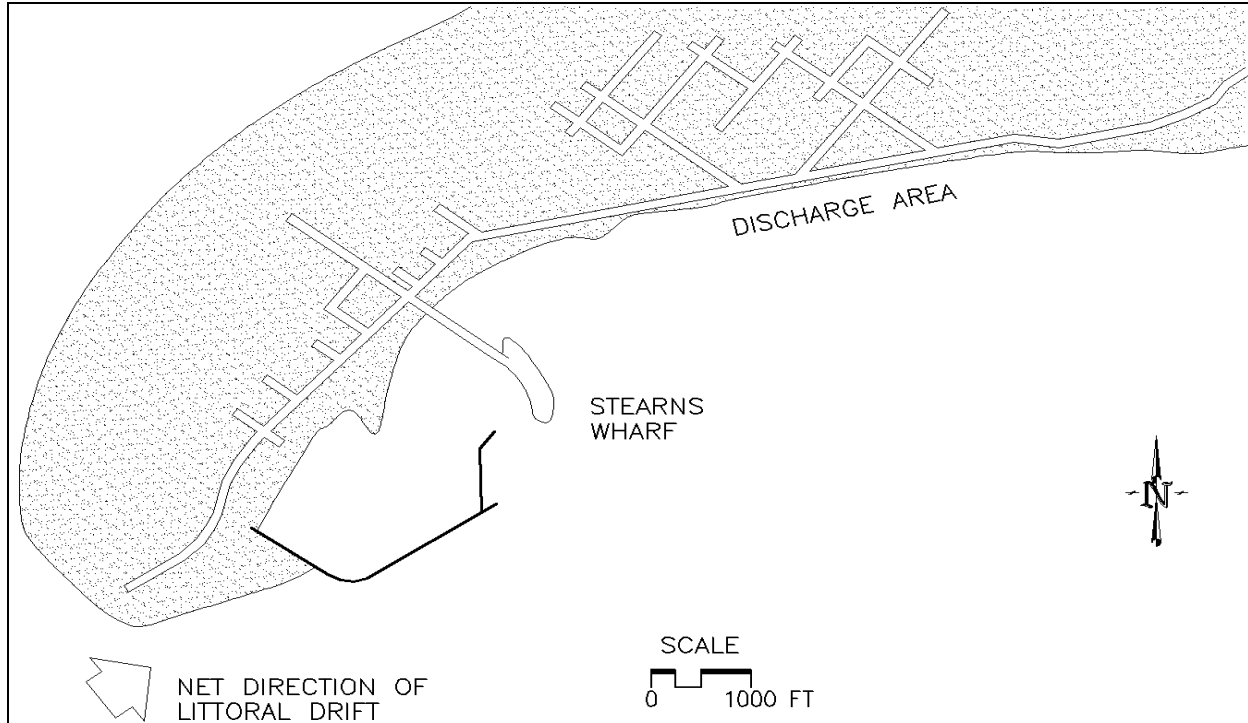 DISCHARGE AREA
STEARNS
WHARF
N
SCALE
0 1000 FT
NET DIRECTION OF
LITTORAL DRIFT